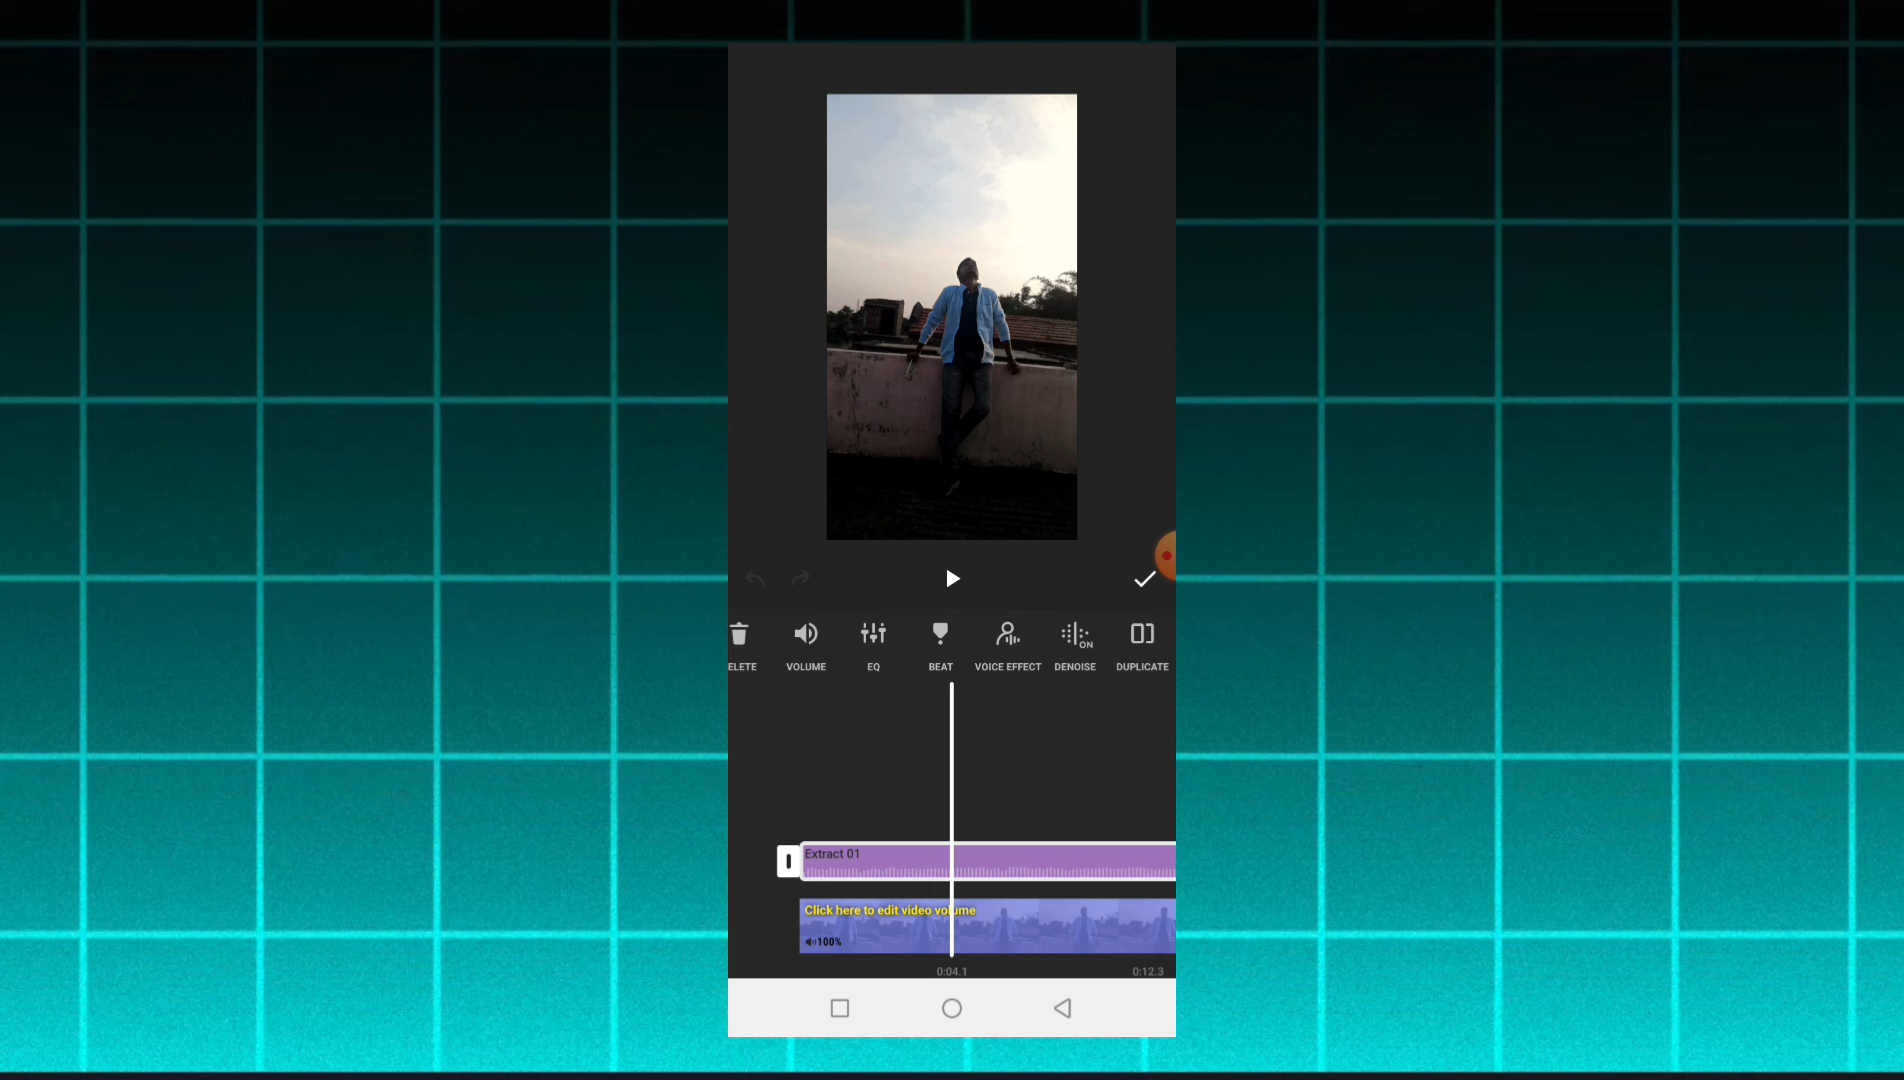 ON
ELETE VOLUME EQ BEAT VOICE EFFECT DENOISE DUPLICATE
Extract 01
Click here to edit video volume
100%
0:04.1 0:12.3